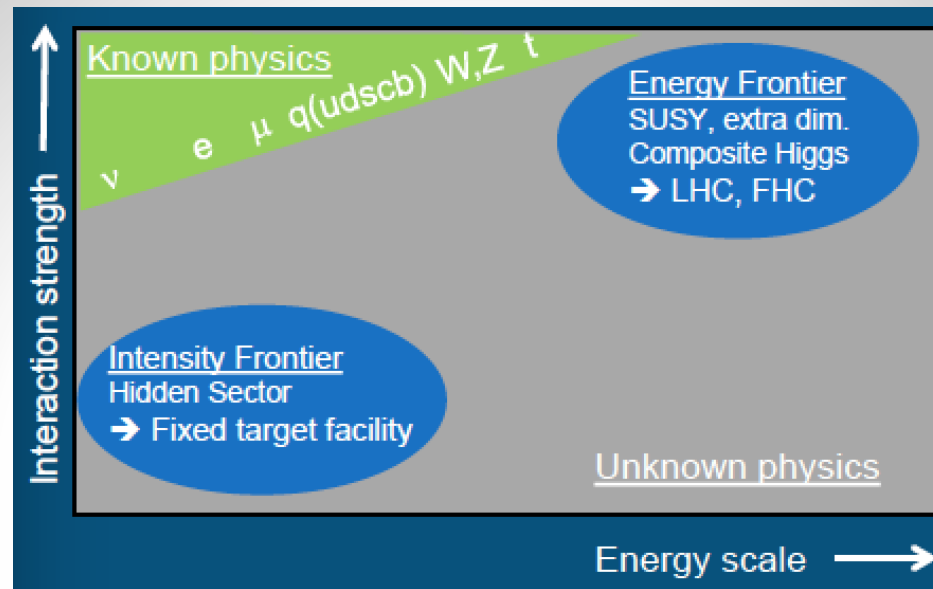 Interaction strength
Known physics
ν e μ q(udscb) W,Z t
Energy Frontier
SUSY, extra dim.
Composite Higgs
➔ LHC, FHC
Intensity Frontier
Hidden Sector
➔ Fixed target facility
Unknown physics
Energy scale